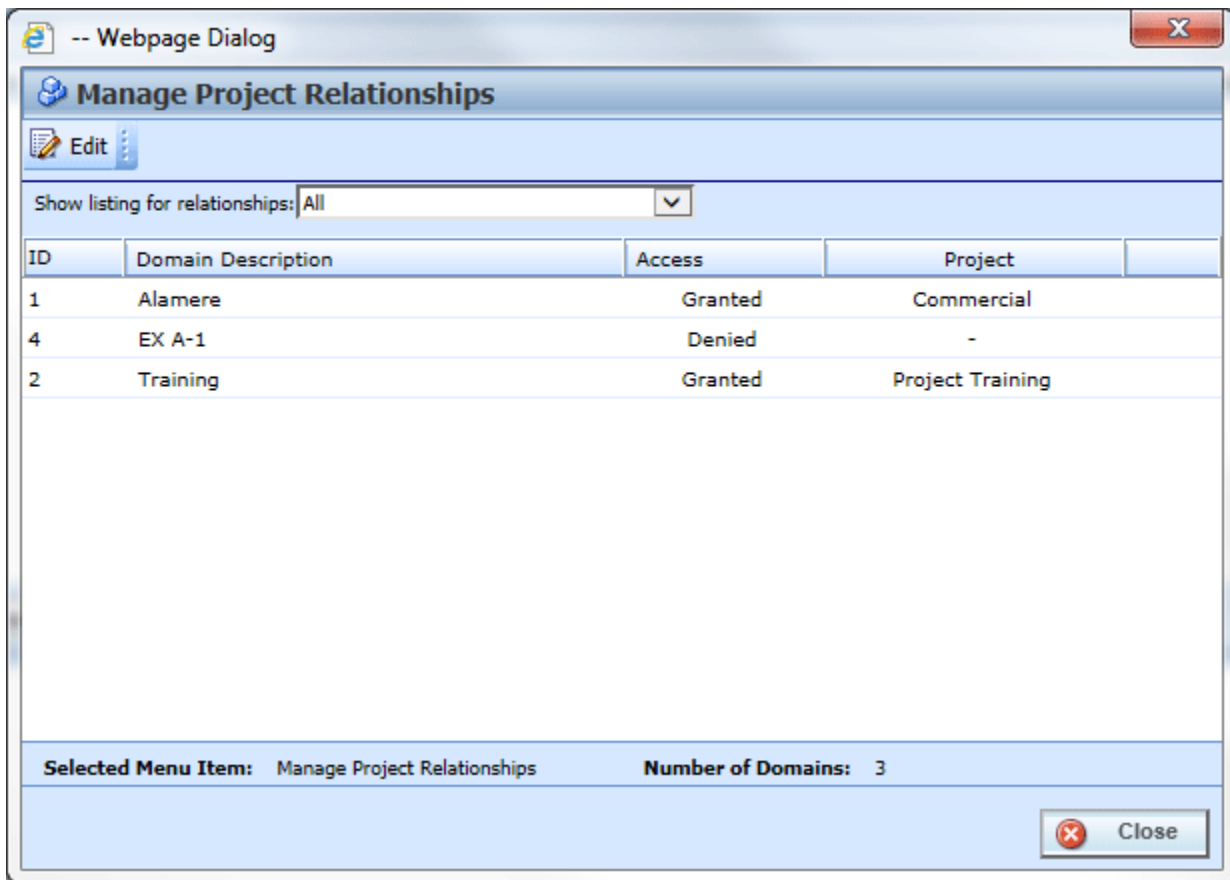 -- Webpage Dialog
Manage Project Relationships
Edit
Show listing for relationships: All
ID Domain Description Access Project
1 Alamere Granted Commercial
4 EX A-1 Denied -
2 Training Granted Project Training
Selected Menu Item: Manage Project Relationships Number of Domains: 3
Close